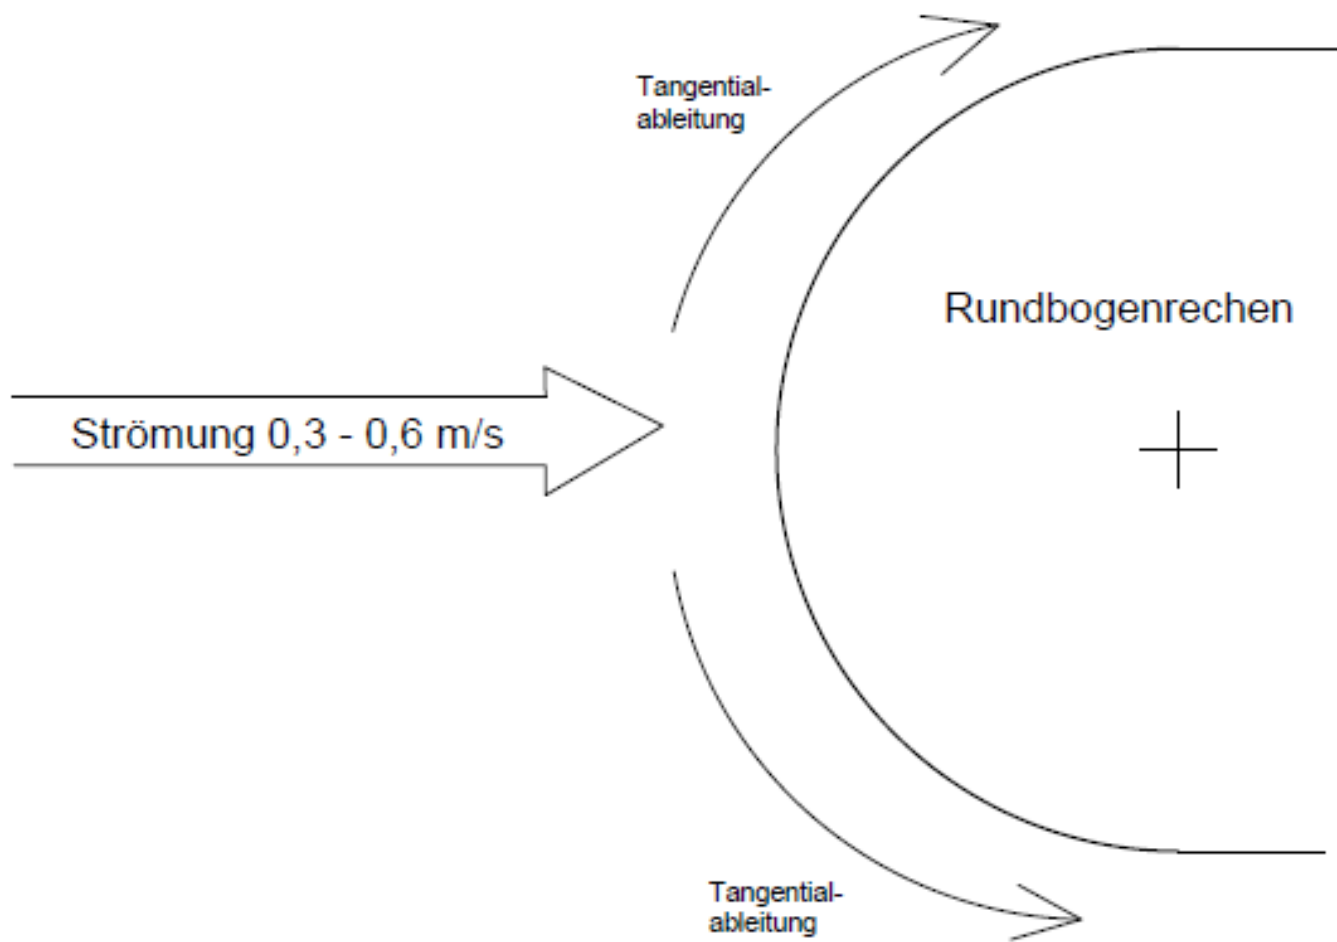 Tangential-
ableitung
Rundbogenrechen
Strömung 0,3 - 0,6 m/s
Tangential-
ableitung